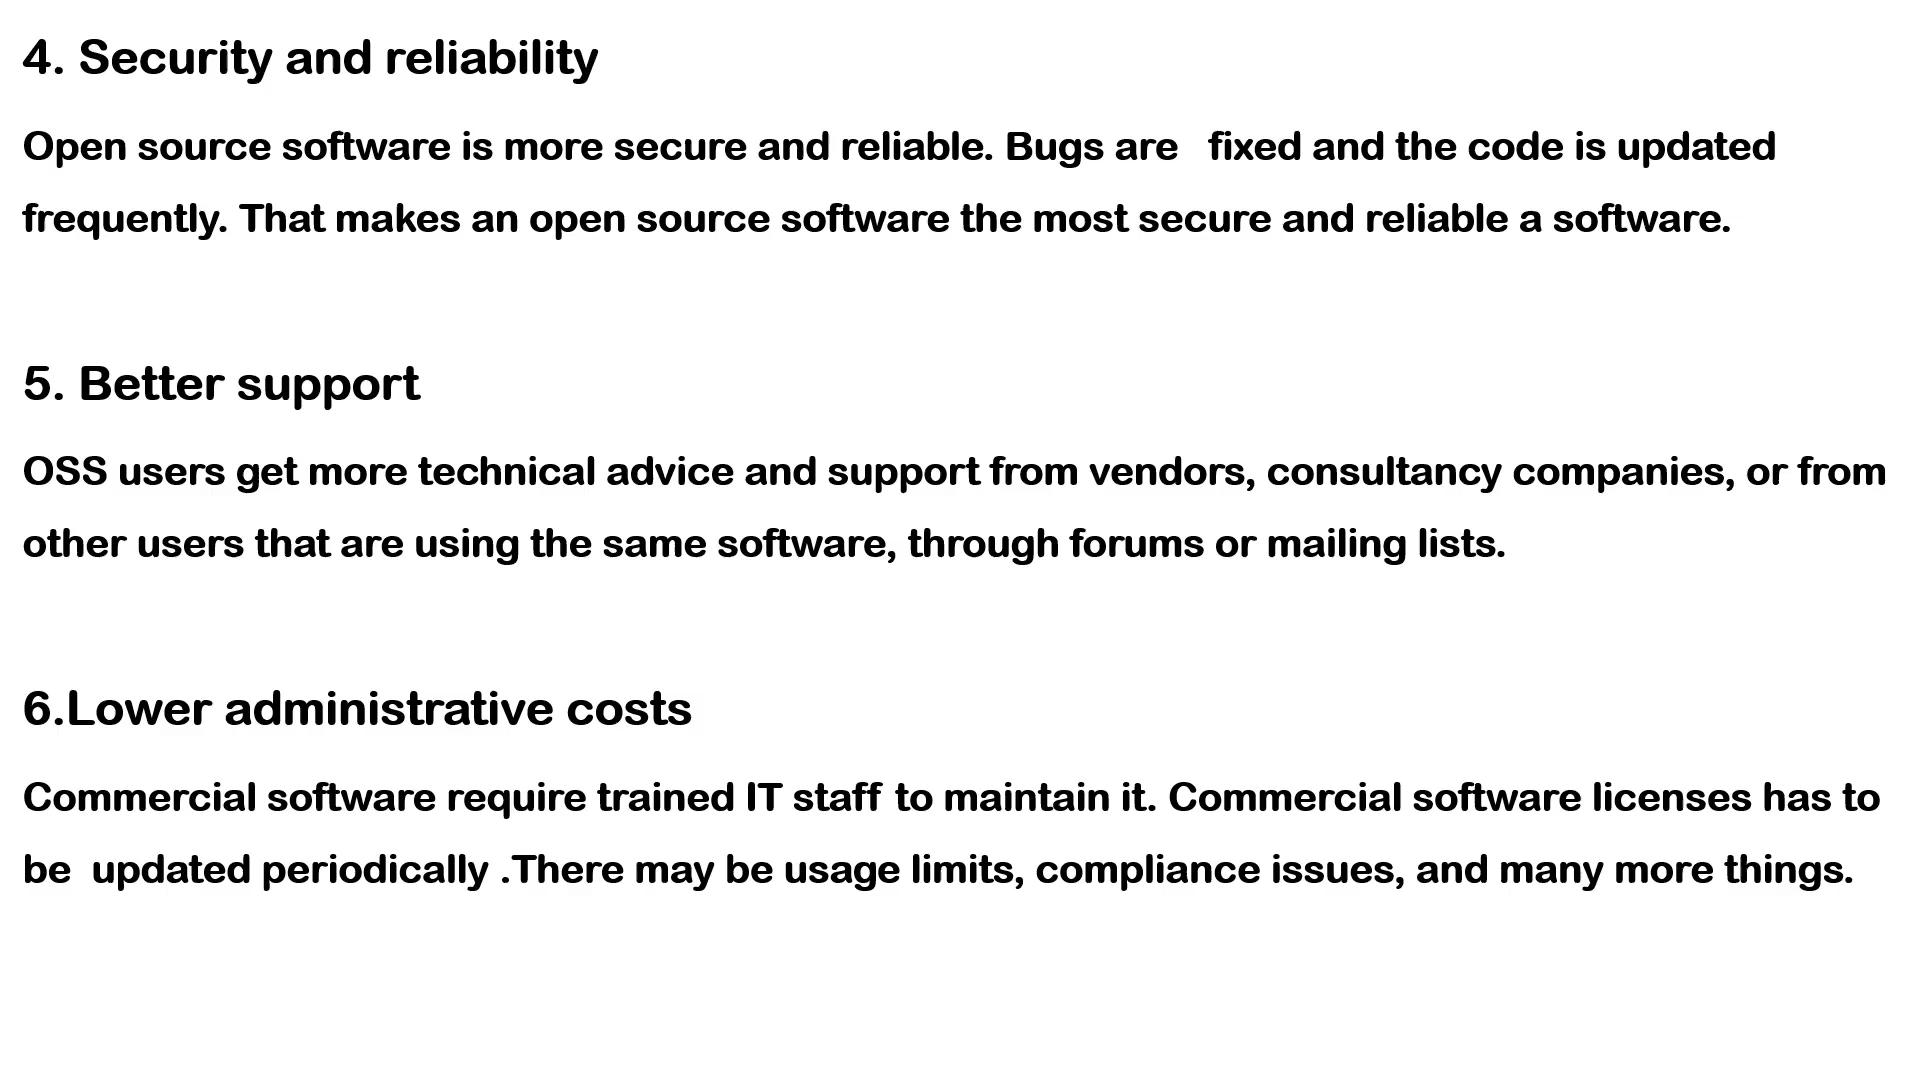 4. Security and reliability
Open source software is more secure and reliable. Bugs are   fixed and the code is updated
frequently. That makes an open source software the most secure and reliable a software.
5. Better support
OSS users get more technical advice and support from vendors, consultancy companies, or from
other users that are using the same software, through forums or mailing lists.
6.Lower administrative costs
Commercial software require trained IT staff to maintain it. Commercial software licenses has to
be  updated periodically .There may be usage limits, compliance issues, and many more things.